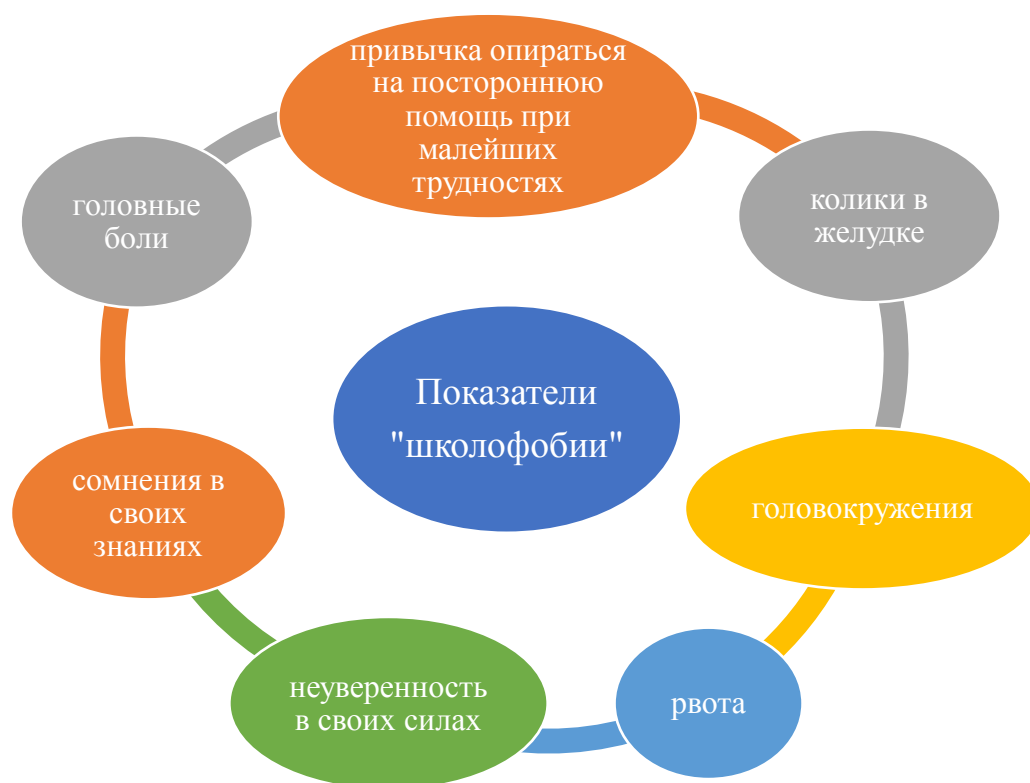 привычка опираться
на постороннюю
помощь при
малейших
трудностях
колики в
желудке
головокружения
рвота
неуверенность
в своих силах
сомнения в
своих
знаниях
головные
боли
Показатели
"школофобии"